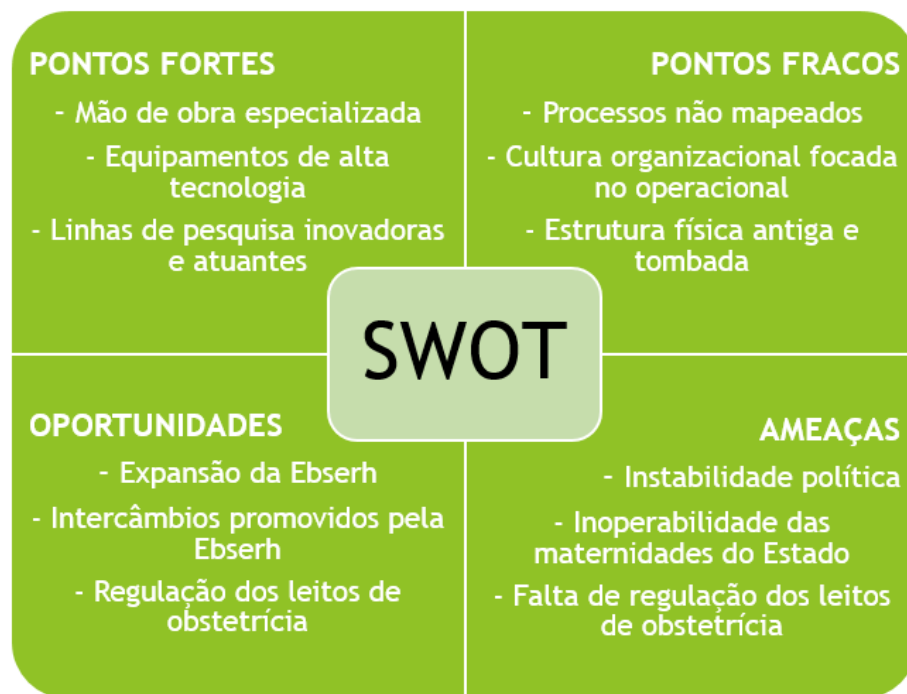 PONTOS FORTES
- Mão de obra especializada
- Equipamentos de alta
tecnologia
- Linhas de pesquisa inovadoras
e atuantes
PONTOS FRACOS
- Processos não mapeados
- Cultura organizacional focada
no operacional
- Estrutura física antiga e
tombada
SWOT
OPORTUNIDADES
- Expansão da Ebserh
- Intercâmbios promovidos pela
Ebserh
- Regulação dos leitos de
obstetrícia
AMEAÇAS
- Instabilidade política
- Inoperabilidade das
maternidades do Estado
- Falta de regulação dos leitos
de obstetrícia